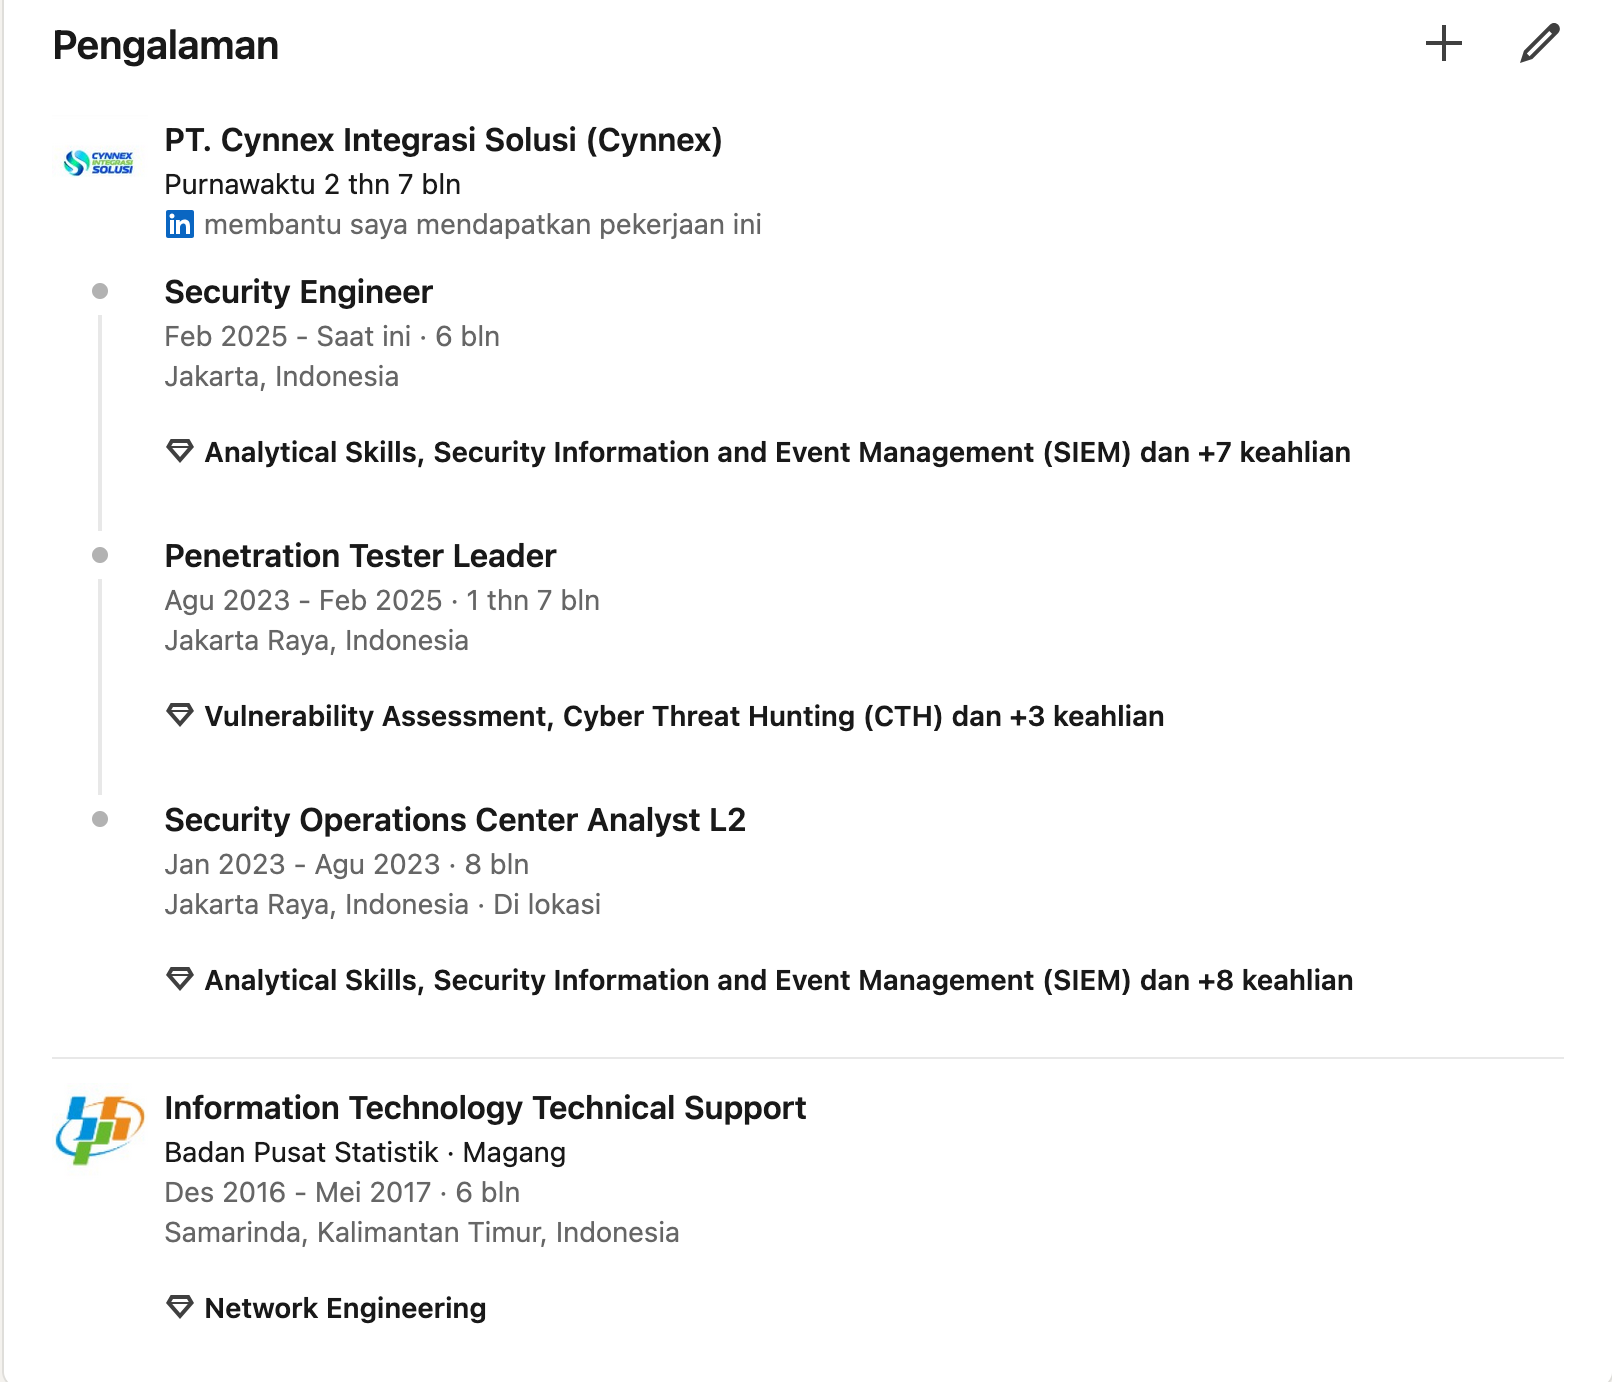 Pengalaman
CYNNEX
INTEGRASI
SOLUSI
PT. Cynnex Integrasi Solusi (Cynnex)
Purnawaktu 2 thn 7 bln
in membantu saya mendapatkan pekerjaan ini
Security Engineer
Feb 2025 - Saat ini · 6 bln
Jakarta, Indonesia
Analytical Skills, Security Information and Event Management (SIEM) dan +7 keahlian
Penetration Tester Leader
Agu 2023 - Feb 2025 · 1 thn 7 bln
Jakarta Raya, Indonesia
Vulnerability Assessment, Cyber Threat Hunting (CTH) dan +3 keahlian
Security Operations Center Analyst L2
Jan 2023 - Agu 2023 · 8 bln
Jakarta Raya, Indonesia · Di lokasi
Analytical Skills, Security Information and Event Management (SIEM) dan +8 keahlian
Information Technology Technical Support
Badan Pusat Statistik · Magang
Des 2016 - Mei 2017 · 6 bln
Samarinda, Kalimantan Timur, Indonesia
Network Engineering